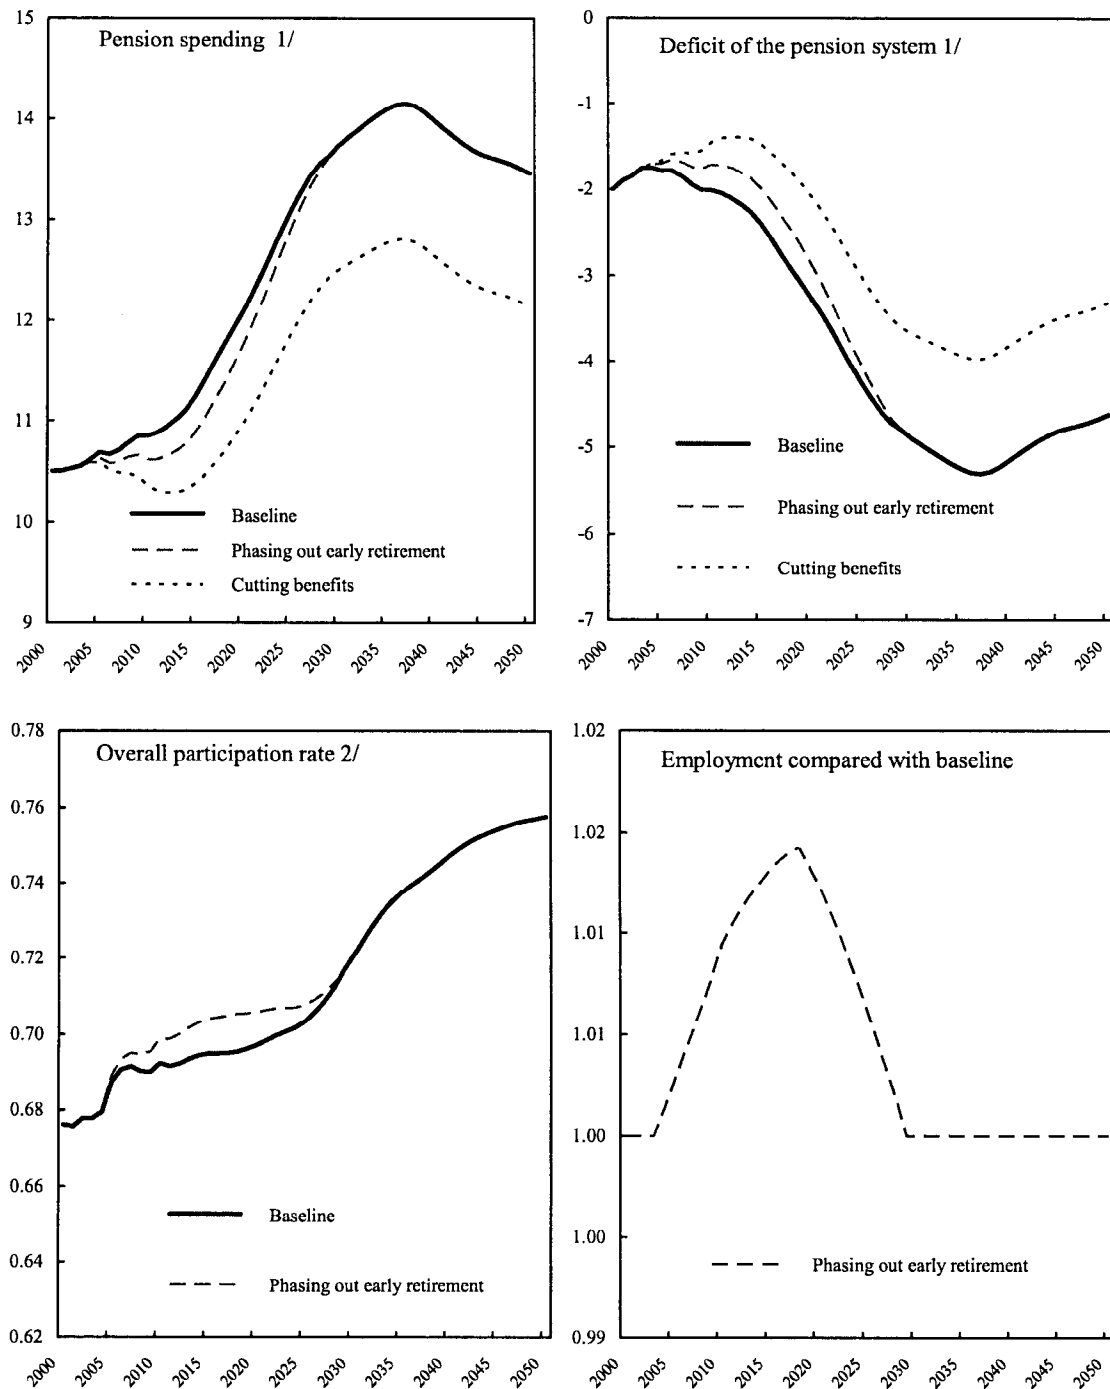 Pension spending 1/
15
14
13
12
11
10
9
Baseline
Phasing out early retirement
Cutting benefits
2000 2005 2010 2015 2020 2025 2030 2035 2040 2045 2050
Deficit of the pension system 1/
-0
-1
-2
-3
-4
-5
-6
-7
Baseline
Phasing out early retirement
Cutting benefits
2000 2005 2010 2015 2020 2025 2030 2035 2040 2045 2050
Overall participation rate 2/
0.78
0.76
0.74
0.72
0.70
0.68
0.66
0.64
0.62
Baseline
Phasing out early retirement
2000 2005 2010 2015 2020 2025 2030 2035 2040 2045 2050
Employment compared with baseline
1.02
1.02
1.01
1.01
1.00
1.00
0.99
Phasing out early retirement
2000 2005 2010 2015 2020 2025 2030 2035 2040 2045 2050